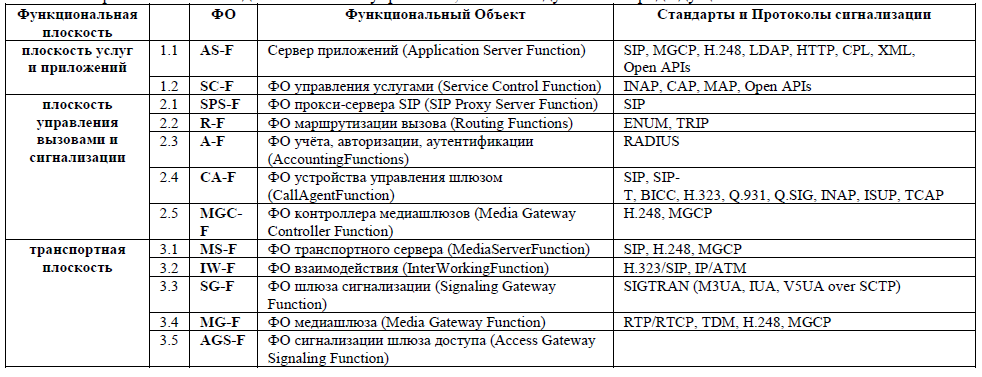 Функциональная плоскость ФО Функциональный Объект Стандарты и Протоколы сигнализации
плоскость услуг и приложений 1.1 AS-F Сервер приложений (Application Server Function) SIP, MGCP, H.248, LDAP, HTTP, CPL, XML,
Open APIs
1.2 SC-F ФО управления услугами (Service Control Function) INAP, CAP, MAP, Open APIs
плоскость управления вызовами и сигнализации 2.1 SPS-F ФО прокси-сервера SIP (SIP Proxy Server Function) SIP
2.2 R-F ФО маршрутизации вызова (Routing Functions) ENUM, TRIP
2.3 A-F ФО учёта, авторизации, аутентификации RADIUS
(AccountingFunctions)
2.4 CA-F ФО устройства управления шлюзом SIP, SIP-
(CallAgentFunction) T, BICC, H.323, Q.931, Q.SIG, INAP, ISUP, TCAP
2.5 MGC- ФО контроллера медиашлюзов (Media Gateway H.248, MGCP
F Controller Function)
транспортная плоскость 3.1 MS-F ФО транспортного сервера (MediaServerFunction) SIP, H.248, MGCP
3.2 IW-F ФО взаимодействия (InterWorkingFunction) H.323/SIP, IP/ATM
3.3 SG-F ФО шлюза сигнализации (Signaling Gateway SIGTRAN (M3UA, IUA, V5UA over SCTP)
Function)
3.4 MG-F ФО медиашлюза (Media Gateway Function) RTP/RTCP, TDM, H.248, MGCP
3.5 AGS-F ФО сигнализации шлюза доступа (Access Gateway
Signaling Function)